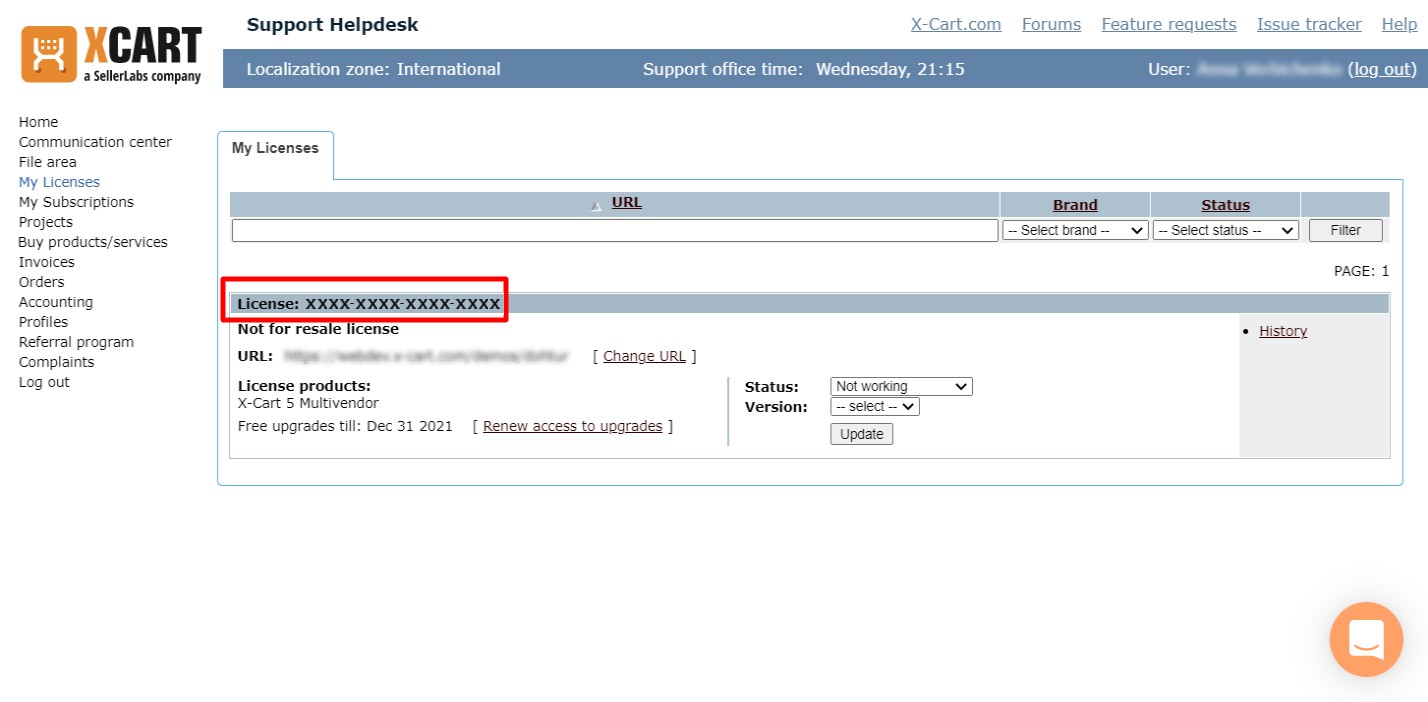 XCART
a SellerLabs company
Support Helpdesk
X-Cart.com Forums Feature requests Issue tracker Help
Localization zone: International Support office time: Wednesday, 21:15 User: (log out)
Home
Communication center
File area
My Licenses
My Subscriptions
Projects
Buy products/services
Invoices
Orders
Accounting
Profiles
Referral program
Complaints
Log out
My Licenses
URL Brand Status
-- Select brand -- -- Select status -- Filter
PAGE: 1
License: XXXX-XXXX-XXXX-XXXX
Not for resale license
URL: [ Change URL ]
License products:
X-Cart 5 Multivendor
Free upgrades till: Dec 31 2021 [ Renew access to upgrades ]
Status: Not working
Version: -- select --
Update
History